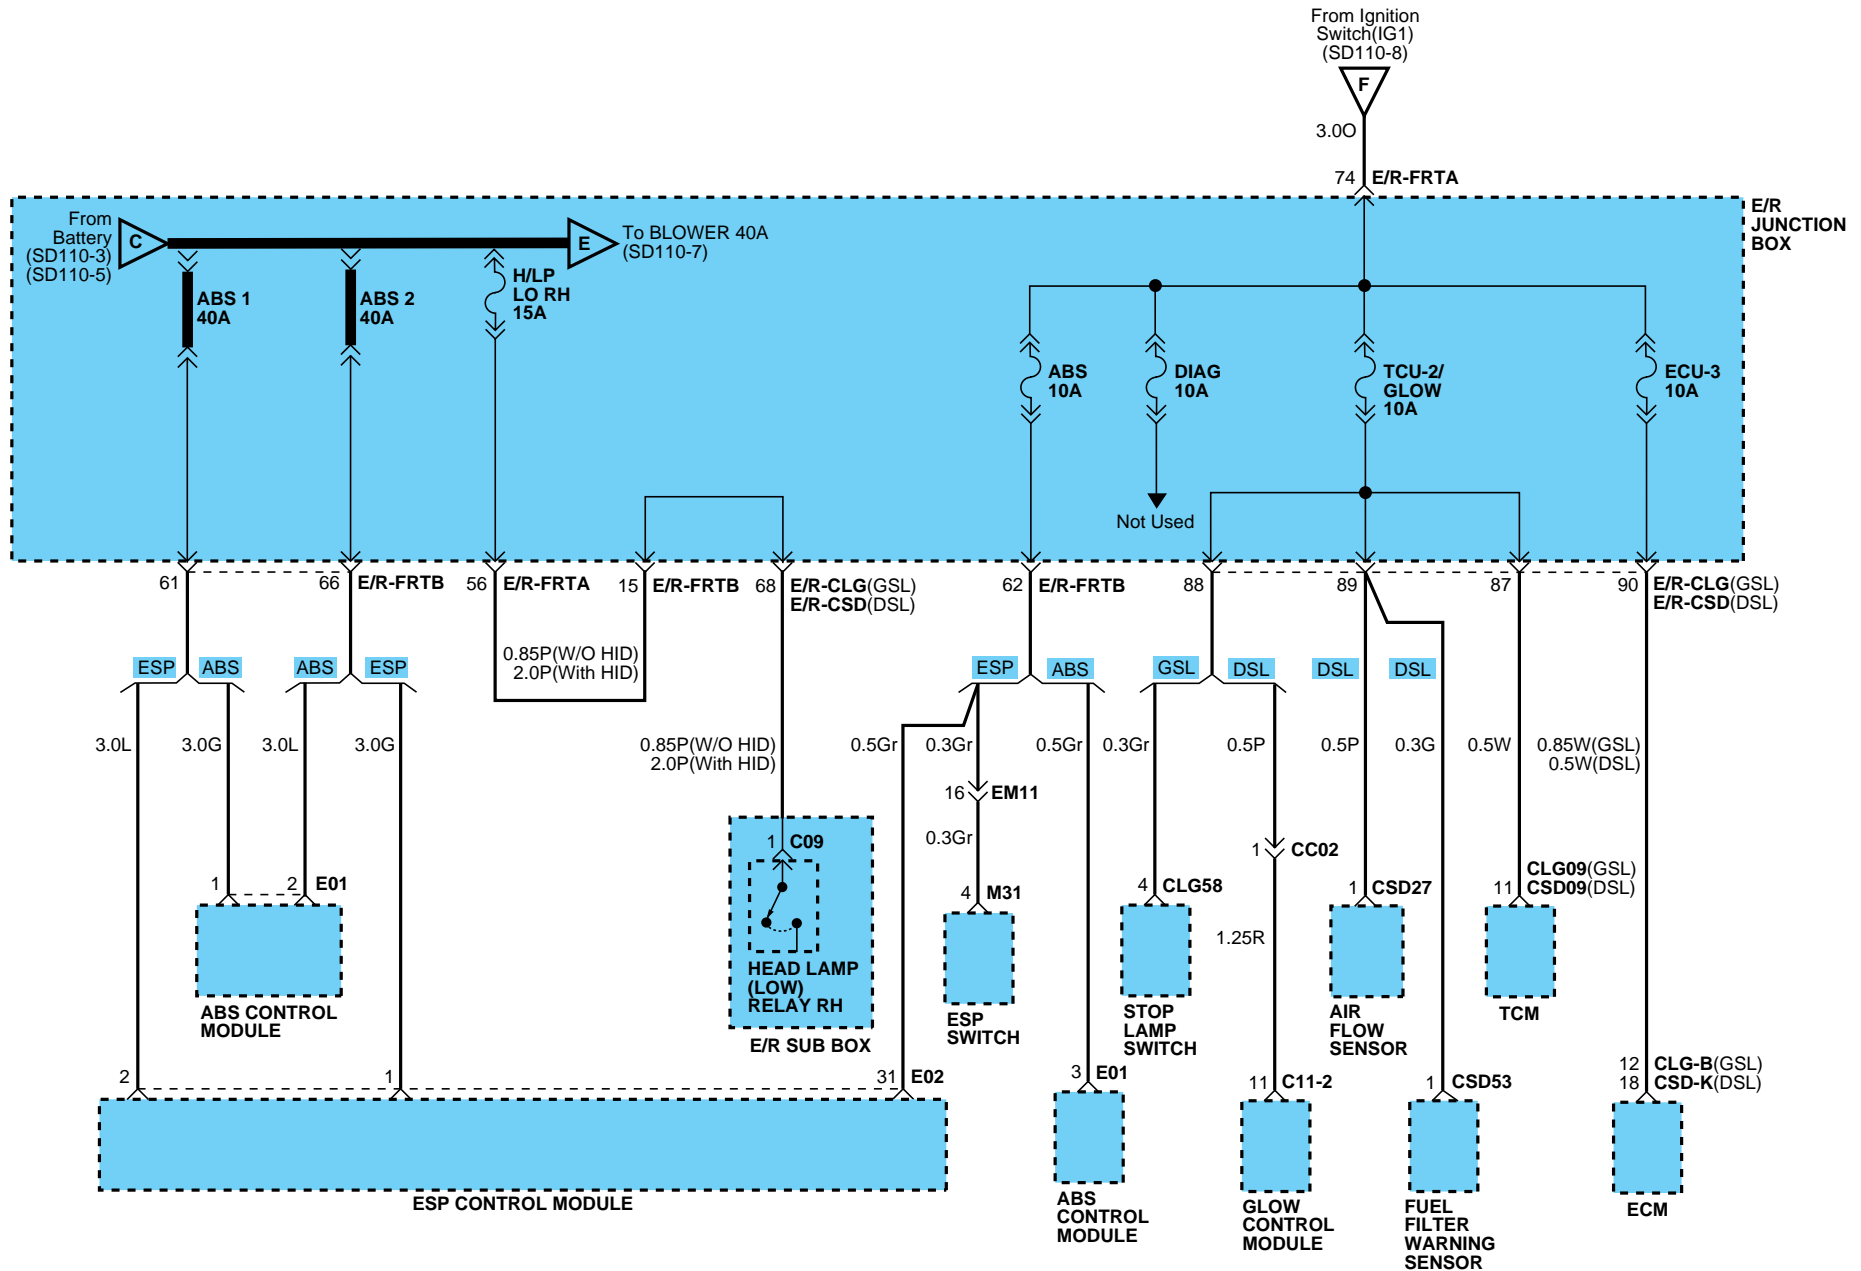 From Ignition
Switch(IG1)
(SD110-8)
F
3.0O
74 E/R-FRTA
E/R
JUNCTION
BOX
From
Battery
(SD110-3)
(SD110-5)
C
E
To BLOWER 40A
(SD110-7)
ABS 1
40A
ABS 2
40A
H/LP
LO RH
15A
ABS
10A
DIAG
10A
TCU-2/
GLOW
10A
ECU-3
10A
Not Used
61
66 E/R-FRTB
56 E/R-FRTA
15 E/R-FRTB
68 E/R-CLG(GSL)
E/R-CSD(DSL)
62 E/R-FRTB
88
89
87
90 E/R-CLG(GSL)
E/R-CSD(DSL)
ESP
ABS
ABS
ESP
0.85P(W/O HID)
2.0P(With HID)
ESP
ABS
GSL
DSL
DSL
DSL
3.0L
3.0G
3.0L
3.0G
0.85P(W/O HID)
2.0P(With HID)
0.5Gr
0.3Gr
0.5Gr
0.3Gr
0.5P
0.5P
0.3G
0.5W
0.85W(GSL)
0.5W(DSL)
16 EM11
0.3Gr
1 C09
1 CC02
1
2 E01
4 M31
4 CLG58
1 CSD27
CLG09(GSL)
11 CSD09(DSL)
1.25R
HEAD LAMP
(LOW)
RELAY RH
E/R SUB BOX
ABS CONTROL
MODULE
ESP
SWITCH
STOP
LAMP
SWITCH
AIR
FLOW
SENSOR
TCM
2
1
31 E02
3 E01
11 C11-2
1 CSD53
12 CLG-B(GSL)
18 CSD-K(DSL)
ESP CONTROL MODULE
ABS
CONTROL
MODULE
GLOW
CONTROL
MODULE
FUEL
FILTER
WARNING
SENSOR
ECM